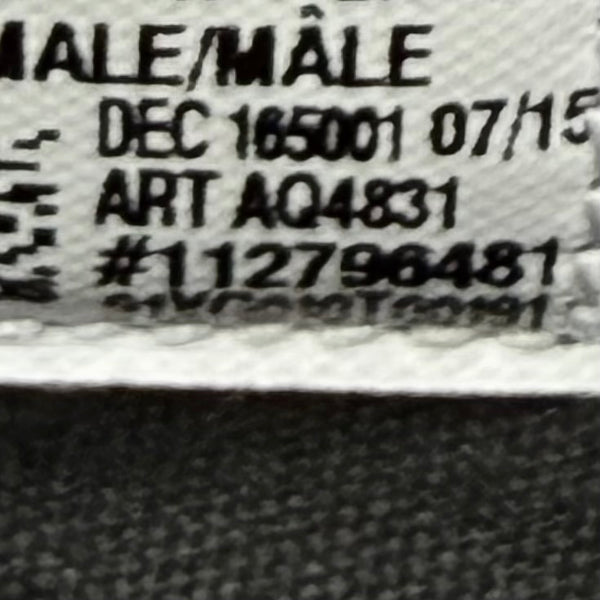 MALE/MÂLE
DEC 165001 07/15
ART AQ4831
#112796481